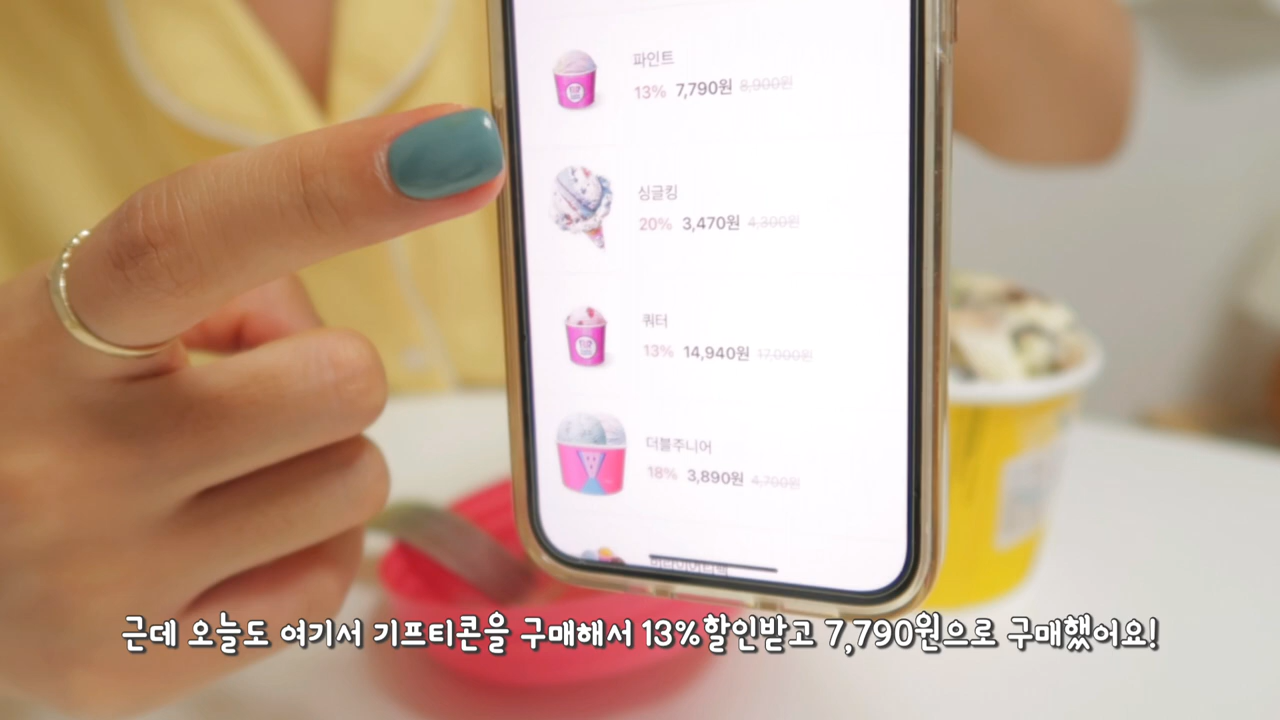 파인트
13% 7,790원 8,900원
싱글킹
20% 3,470원 4,300원
쿼터
13% 14,940원 17,000원
더블주니어
18% 3,890원 4,700원
근데 오늘도 여기서 기프티콘을 구매해서 13%할인받고 7,790원으로 구매했어요!